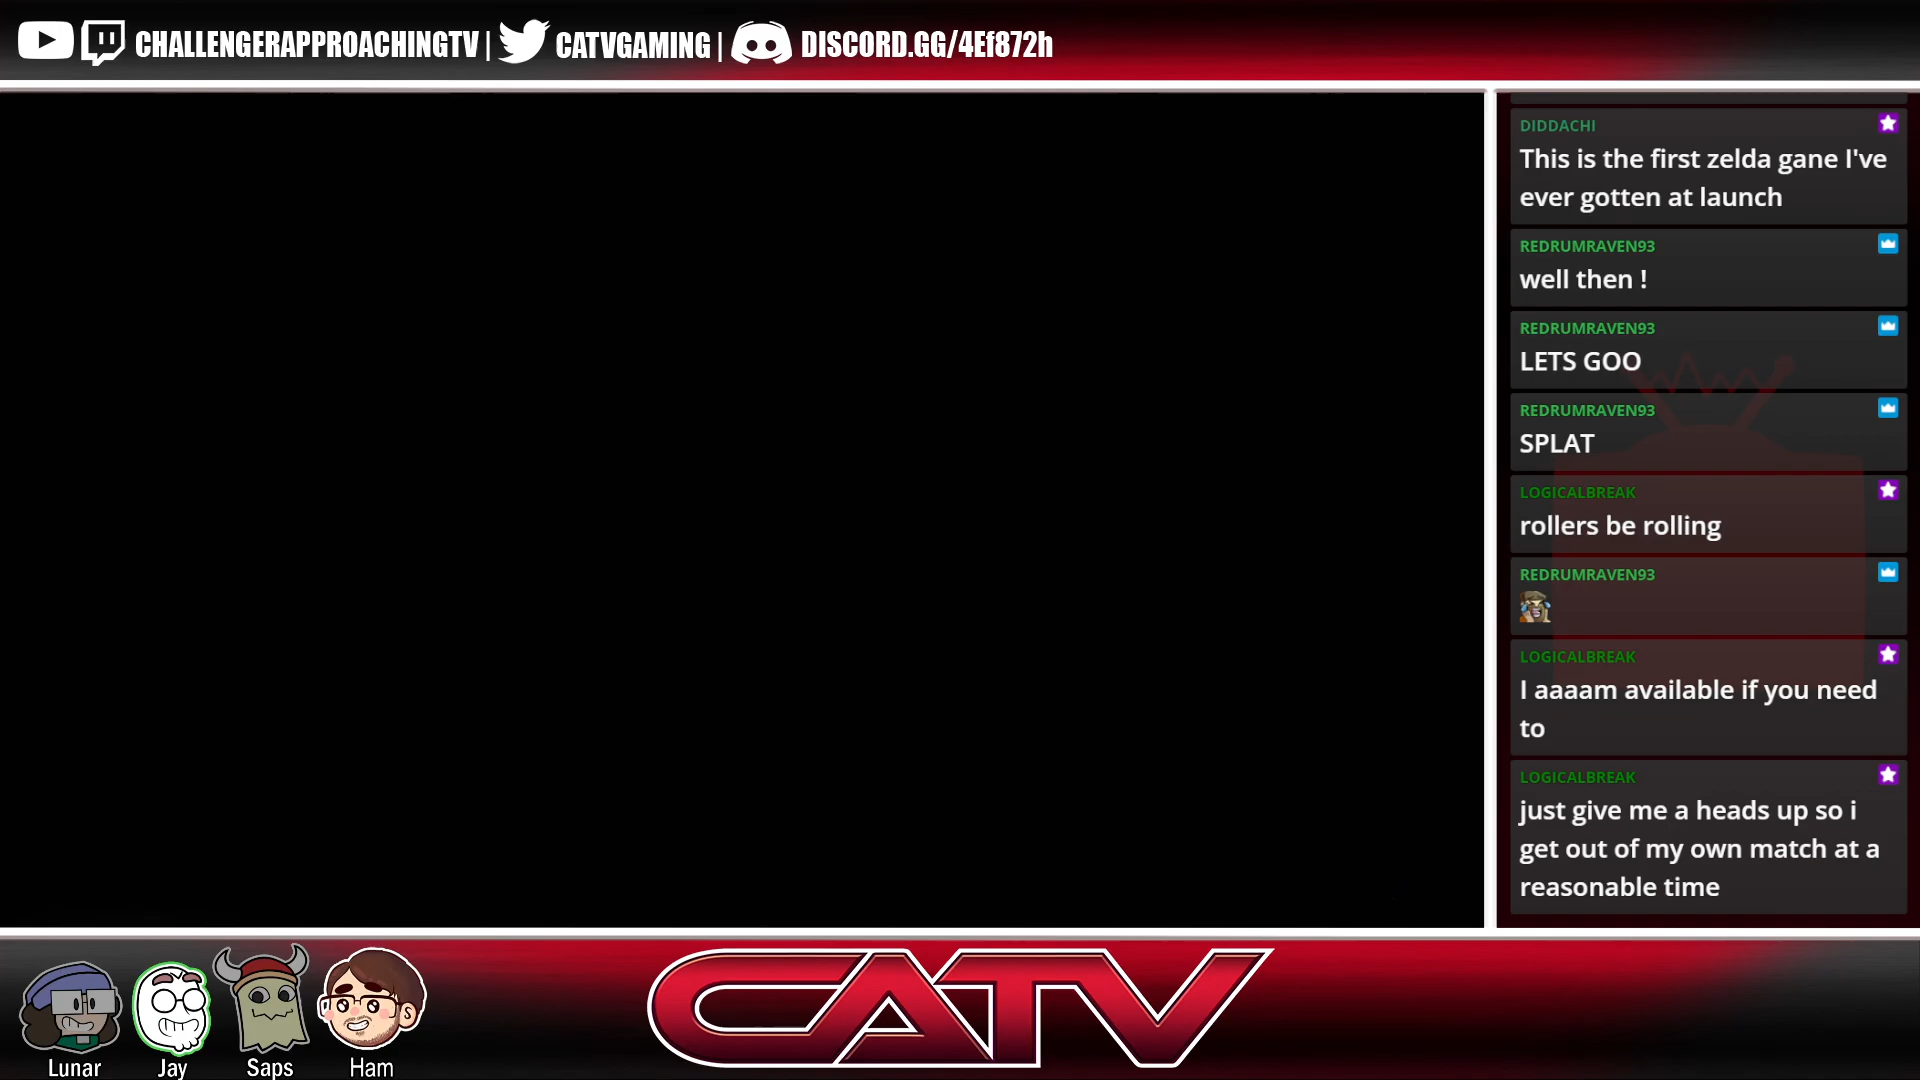 CHALLENGERAPPROACHINGTV | CATVGAMING | DISCORD.GG/4Ef872h
DIDDACHI
This is the first zelda gane I've
ever gotten at launch
REDRUMRAVEN93
well then !
REDRUMRAVEN93
LETS GOO
REDRUMRAVEN93
SPLAT
LOGICALBREAK
rollers be rolling
REDRUMRAVEN93
LOGICALBREAK
I aaaam available if you need
to
LOGICALBREAK
just give me a heads up so i
get out of my own match at a
reasonable time
CATV
Lunar Jay Saps Ham